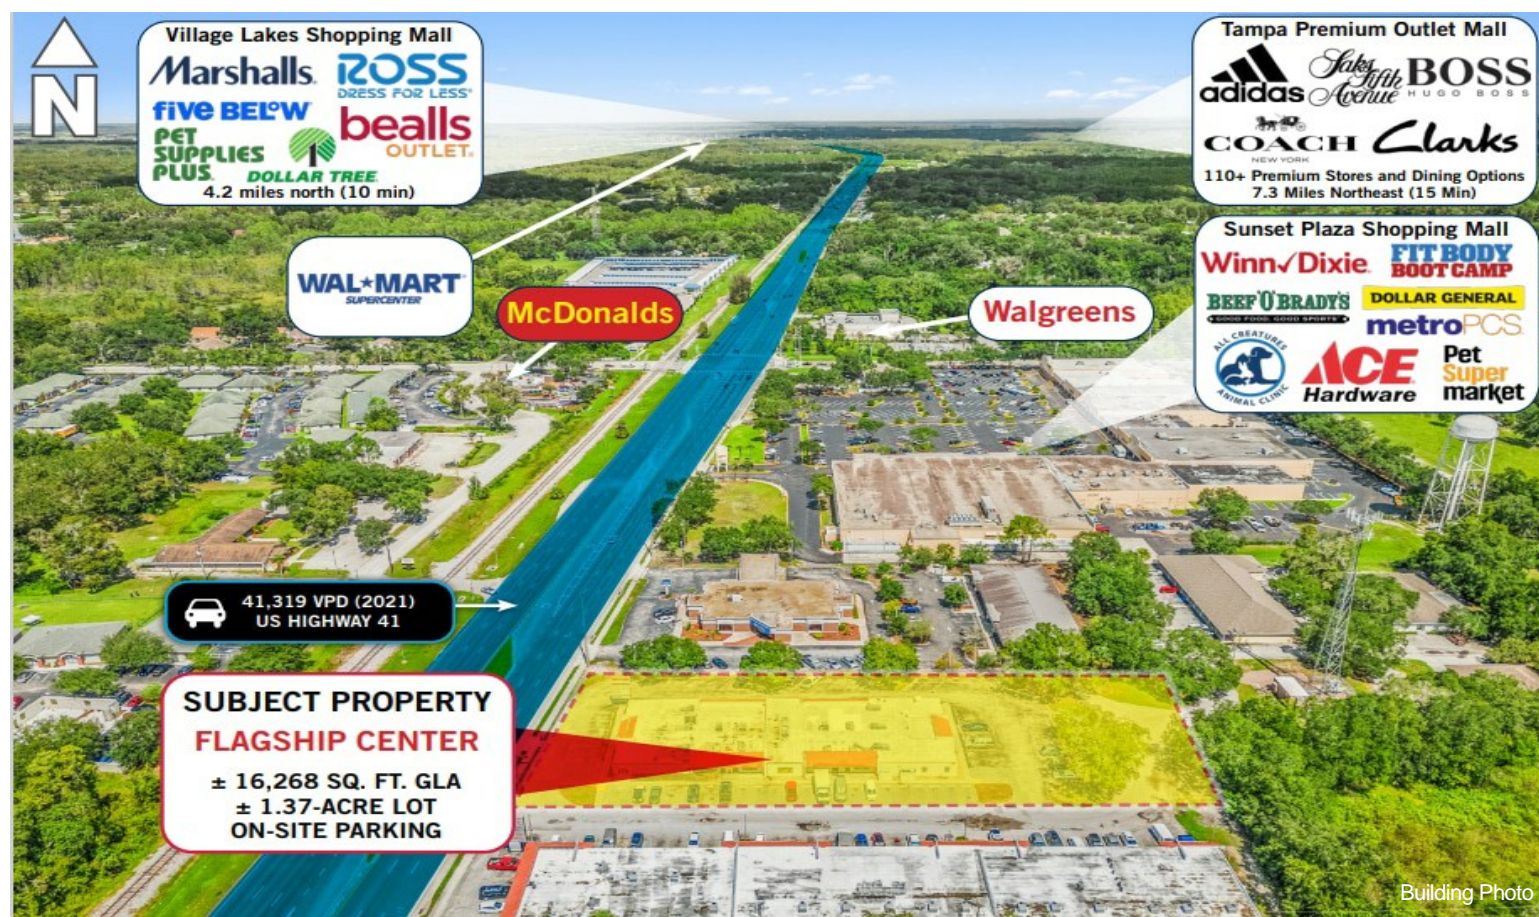 N
Village Lakes Shopping Mall
Marshalls.
ROSS
DRESS FOR LESS
five BELOW
bealls
OUTLET
PET
SUPPLIES
PLUS
DOLLAR TREE
4.2 miles north (10 min)
WAL★MART
SUPERCENTER
McDonalds
Walgreens
Tampa Premium Outlet Mall
adidas
Saks
Fifth
Avenue
BOSS
HUGO BOSS
COACH
NEW YORK
Clarks
110+ Premium Stores and Dining Options
7.3 Miles Northeast (15 Min)
Sunset Plaza Shopping Mall
Winn✓Dixie
FIT BODY
BOOT CAMP
BEEF 'O' BRADY'S
GOOD FOOD. GOOD SPORTS
DOLLAR GENERAL
metroPCS.
ALL CREATURES
ANIMAL CLINIC
ACE
Hardware
Pet
Super
market
41,319 VPD (2021)
US HIGHWAY 41
SUBJECT PROPERTY
FLAGSHIP CENTER
± 16,268 SQ. FT. GLA
± 1.37-ACRE LOT
ON-SITE PARKING
Building Photo